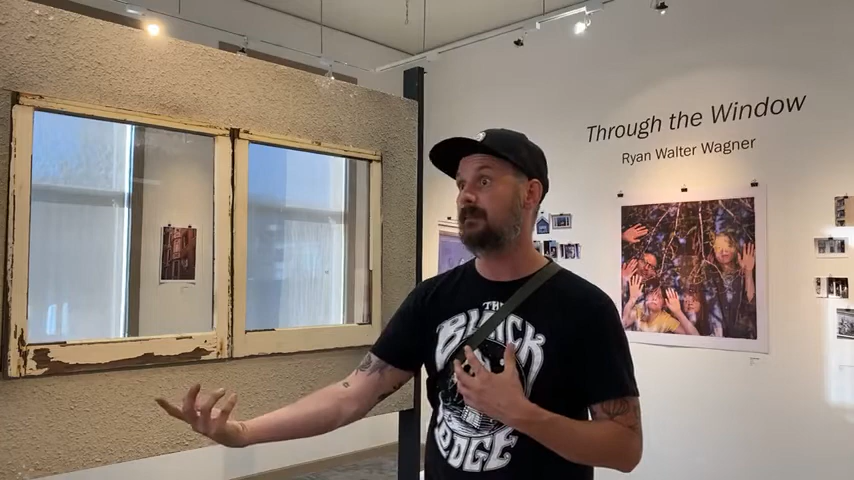 Through the Window
Ryan Walter Wagner
THE
BLACK
LODGE